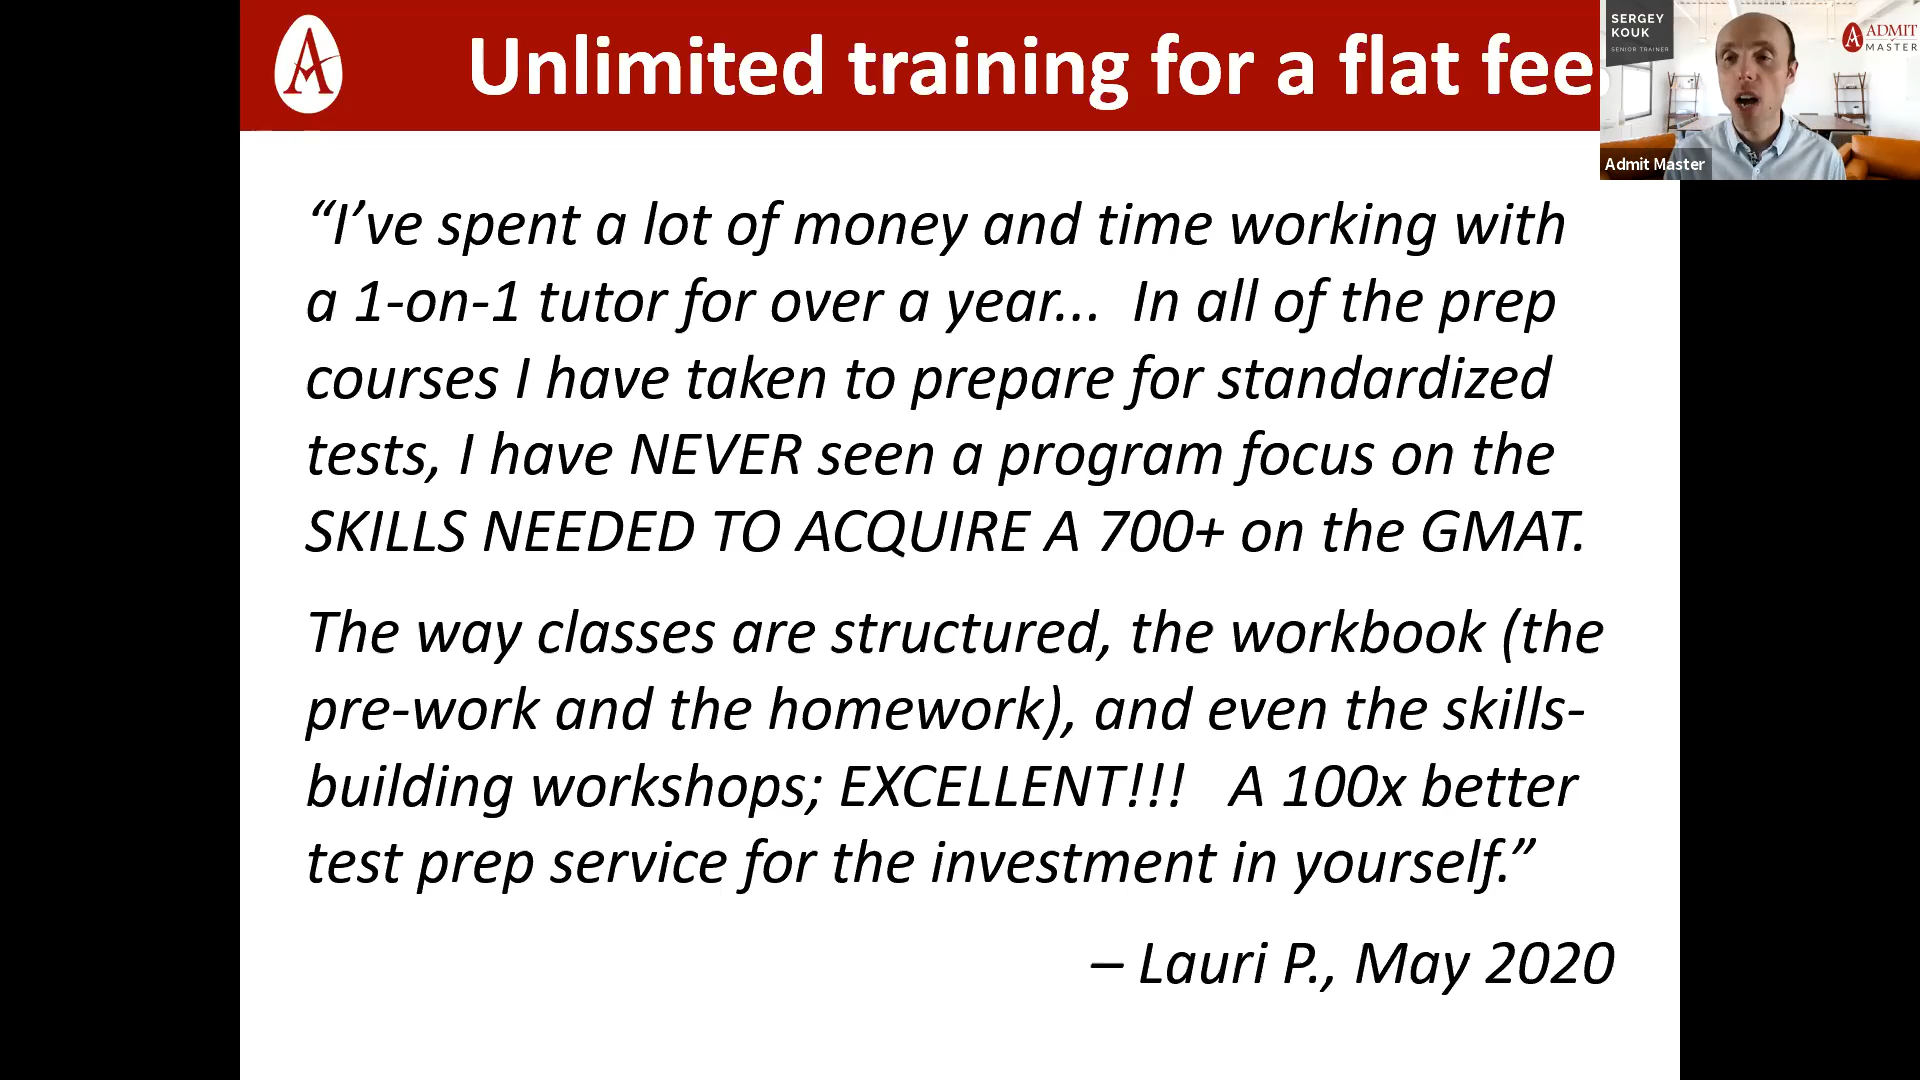 Unlimited training for a flat fee
SERGEY
KOUK
SENIOR TRAINER
ADMIT
MASTER
Admit Master
“I’ve spent a lot of money and time working with
a 1-on-1 tutor for over a year... In all of the prep
courses I have taken to prepare for standardized
tests, I have NEVER seen a program focus on the
SKILLS NEEDED TO ACQUIRE A 700+ on the GMAT.
The way classes are structured, the workbook (the
pre-work and the homework), and even the skills-
building workshops; EXCELLENT!!! A 100x better
test prep service for the investment in yourself.”
– Lauri P., May 2020